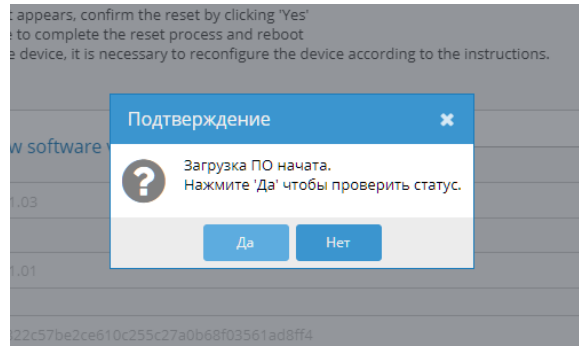 t appears, confirm the reset by clicking 'Yes'
e to complete the reset process and reboot
e device, it is necessary to reconfigure the device according to the instructions.
Подтверждение
w software
Загрузка ПО начата.
Нажмите 'Да' чтобы проверить статус.
1.03
Да
Нет
1.01
322c57be2ce610c255c27a0b68f03561ad8ff4